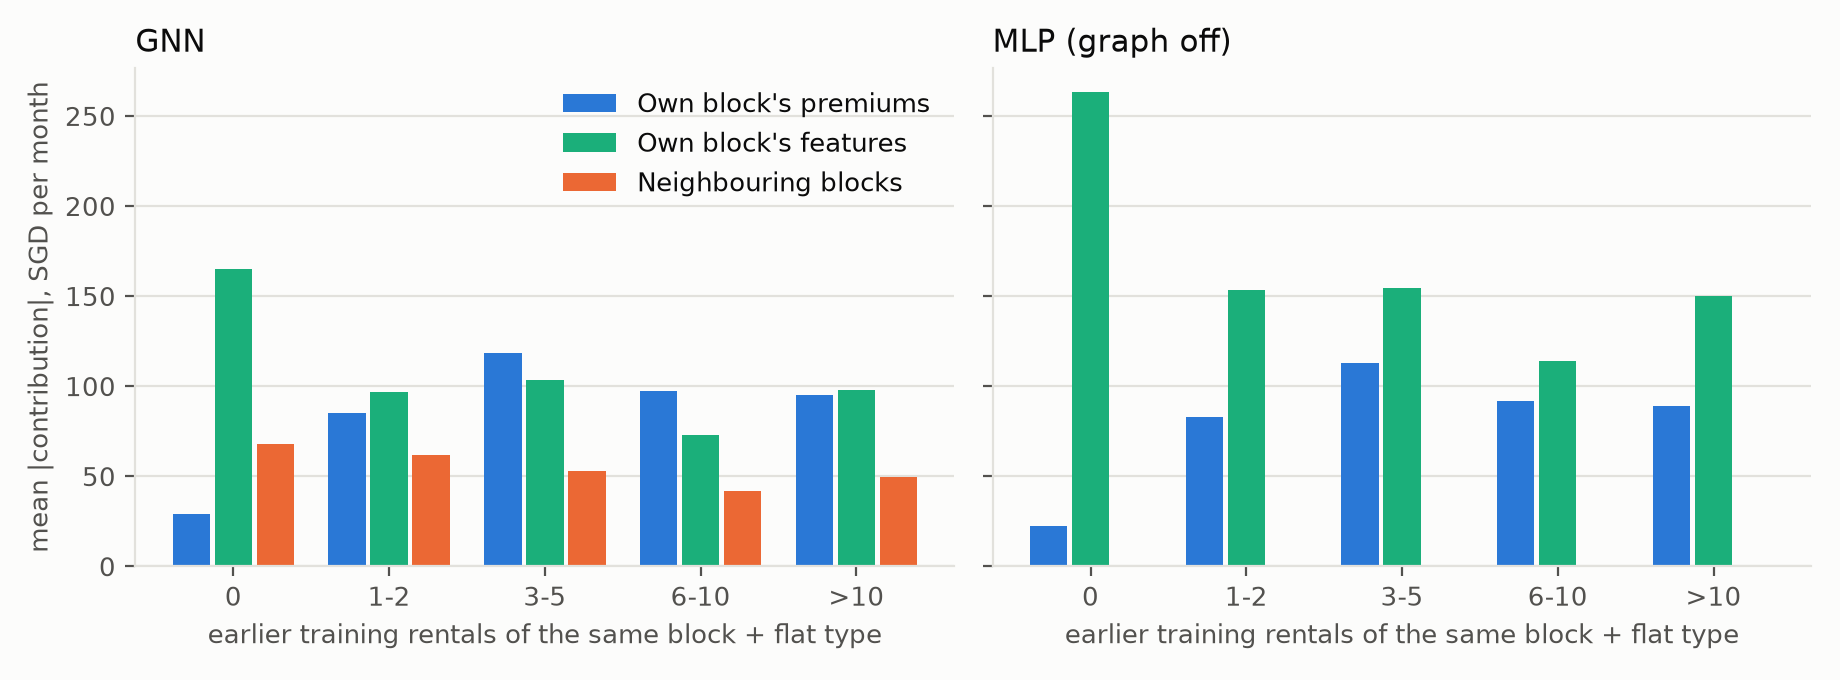 GNN
MLP (graph off)
mean |contribution|, SGD per month
250
200
150
100
50
0
Own block's premiums
Own block's features
Neighbouring blocks
0 1-2 3-5 6-10 >10
earlier training rentals of the same block + flat type
0 1-2 3-5 6-10 >10
earlier training rentals of the same block + flat type